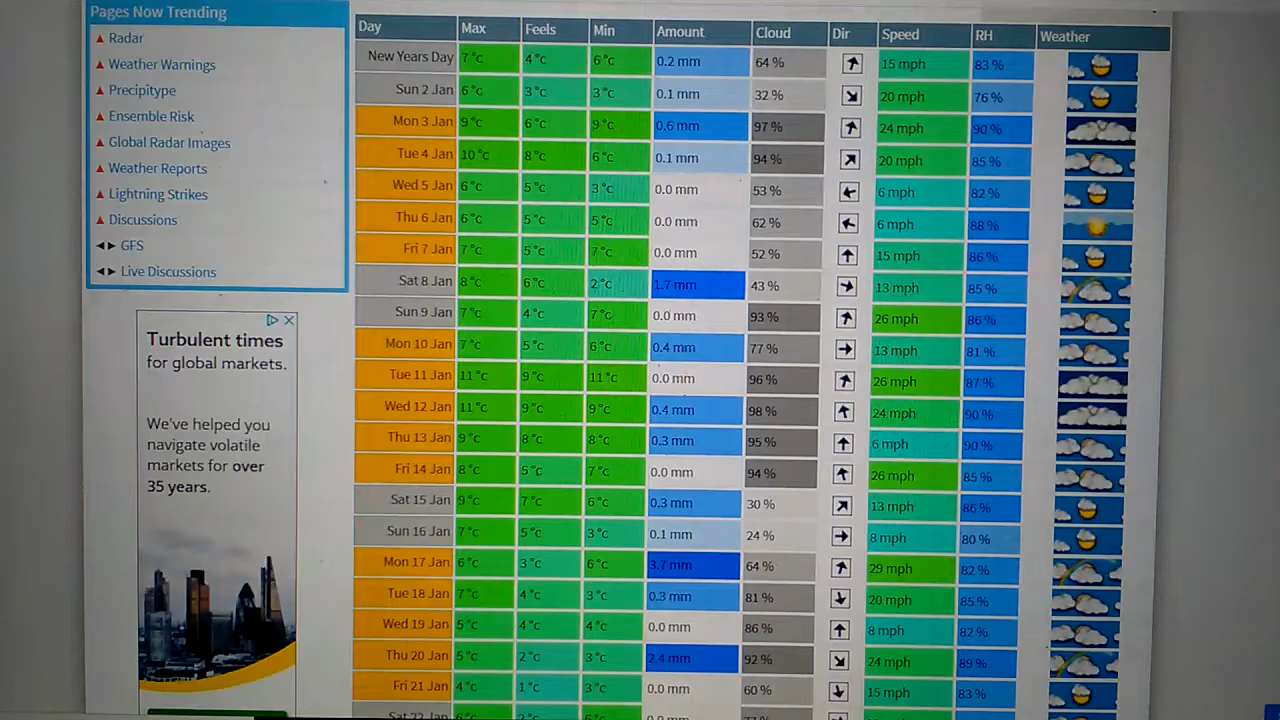 Pages Now Trending
Radar
Weather Warnings
Precipitype
Ensemble Risk
Global Radar Images
Weather Reports
Lightning Strikes
Discussions
GFS
Live Discussions
Turbulent times
for global markets.
We've helped you
navigate volatile
markets for over
35 years.
Day Max Feels Min Amount Cloud Dir Speed RH Weather
New Years Day 7°c 4°c 6°c 0.2 mm 64 % 15 mph 83 %
Sun 2 Jan 6°c 3°c 3°c 0.1 mm 32 % 20 mph 76 %
Mon 3 Jan 9°c 6°c 9°c 0.6 mm 97 % 24 mph 90 %
Tue 4 Jan 10°c 8°c 6°c 0.1 mm 94 % 20 mph 85 %
Wed 5 Jan 6°c 5°c 3°c 0.0 mm 53 % 6 mph 82 %
Thu 6 Jan 6°c 5°c 5°c 0.0 mm 62 % 6 mph 88 %
Fri 7 Jan 7°c 5°c 7°c 0.0 mm 52 % 15 mph 86 %
Sat 8 Jan 8°c 6°c 2°c 1.7 mm 43 % 13 mph 85 %
Sun 9 Jan 7°c 4°c 7°c 0.0 mm 93 % 26 mph 86 %
Mon 10 Jan 7°c 5°c 6°c 0.4 mm 77 % 13 mph 81 %
Tue 11 Jan 11°c 9°c 11°c 0.0 mm 96 % 26 mph 87 %
Wed 12 Jan 11°c 9°c 9°c 0.4 mm 98 % 24 mph 90 %
Thu 13 Jan 9°c 8°c 8°c 0.3 mm 95 % 6 mph 90 %
Fri 14 Jan 8°c 5°c 7°c 0.0 mm 94 % 26 mph 85 %
Sat 15 Jan 9°c 7°c 6°c 0.3 mm 30 % 13 mph 86 %
Sun 16 Jan 7°c 5°c 3°c 0.1 mm 24 % 8 mph 80 %
Mon 17 Jan 6°c 3°c 6°c 3.7 mm 64 % 29 mph 82 %
Tue 18 Jan 7°c 4°c 3°c 0.3 mm 81 % 20 mph 85 %
Wed 19 Jan 5°c 4°c 4°c 0.0 mm 86 % 8 mph 82 %
Thu 20 Jan 5°c 2°c 3°c 2.4 mm 92 % 24 mph 89 %
Fri 21 Jan 4°c 1°c 3°c 0.0 mm 60 % 15 mph 83 %
Sat 22 Jan 0.0 mm